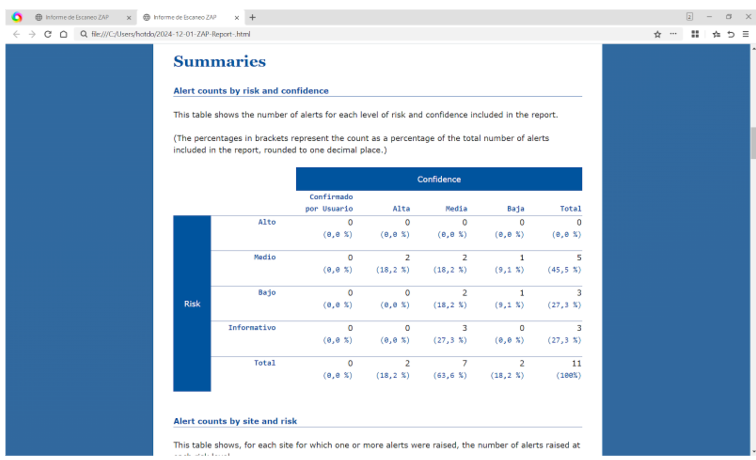 Informe de Escaneo ZAP
Informe de Escaneo ZAP
file:///C:/Users/hotdo/2024-12-01-ZAP-Report-.html
Summaries
Alert counts by risk and confidence
This table shows the number of alerts for each level of risk and confidence included in the report.
(The percentages in brackets represent the count as a percentage of the total number of alerts
included in the report, rounded to one decimal place.)
Confidence
Confirmado
por Usuario Alta Media Baja Total
Alto 0 0 0 0 0
(0,0 %) (0,0 %) (0,0 %) (0,0 %) (0,0 %)
Medio 0 2 2 1 5
(0,0 %) (18,2 %) (18,2 %) (9,1 %) (45,5 %)
Bajo 0 0 2 1 3
Risk (0,0 %) (0,0 %) (18,2 %) (9,1 %) (27,3 %)
Informativo 0 0 3 0 3
(0,0 %) (0,0 %) (27,3 %) (0,0 %) (27,3 %)
Total 0 2 7 2 11
(0,0 %) (18,2 %) (63,6 %) (18,2 %) (100%)
Alert counts by site and risk
This table shows, for each site for which one or more alerts were raised, the number of alerts raised at